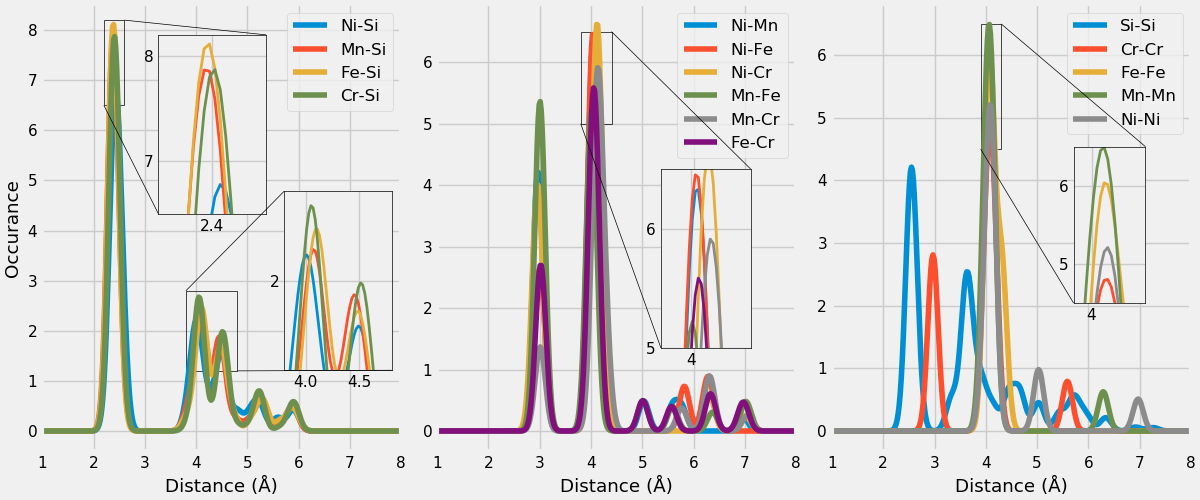 Occurance
8
7
6
5
4
3
2
1
0
1 2 3 4 5 6 7 8
Distance (Å)
Ni-Si
Mn-Si
Fe-Si
Cr-Si
8
7
2.4
2
4.0 4.5
6
5
4
3
2
1
0
1 2 3 4 5 6 7 8
Distance (Å)
Ni-Mn
Ni-Fe
Ni-Cr
Mn-Fe
Mn-Cr
Fe-Cr
6
5
4
6
5
4
3
2
1
0
1 2 3 4 5 6 7 8
Distance (Å)
Si-Si
Cr-Cr
Fe-Fe
Mn-Mn
Ni-Ni
6
5
4